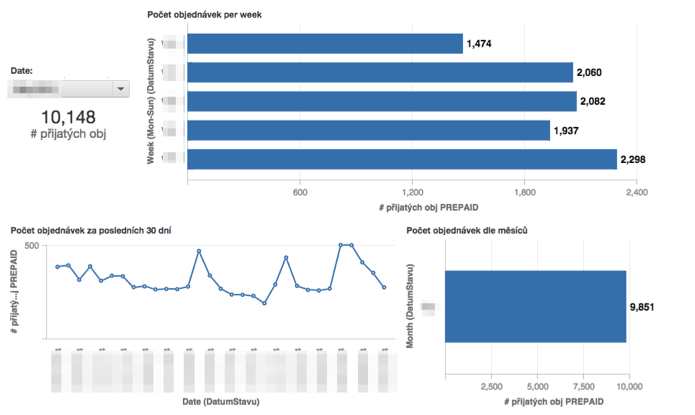 Počet objednávek per week
Date:
10,148
# přijatých obj
Week (Mon-Sun) (DatumStavu)
1,474
2,060
2,082
1,937
2,298
600
1,200
1,800
2,400
# přijatých obj PREPAID
Počet objednávek za posledních 30 dní
# přijatý...j PREPAID
500
Date (DatumStavu)
Počet objednávek dle měsíců
Month (DatumStavu)
9,851
2,500
5,000
7,500
10,000
# přijatých obj PREPAID